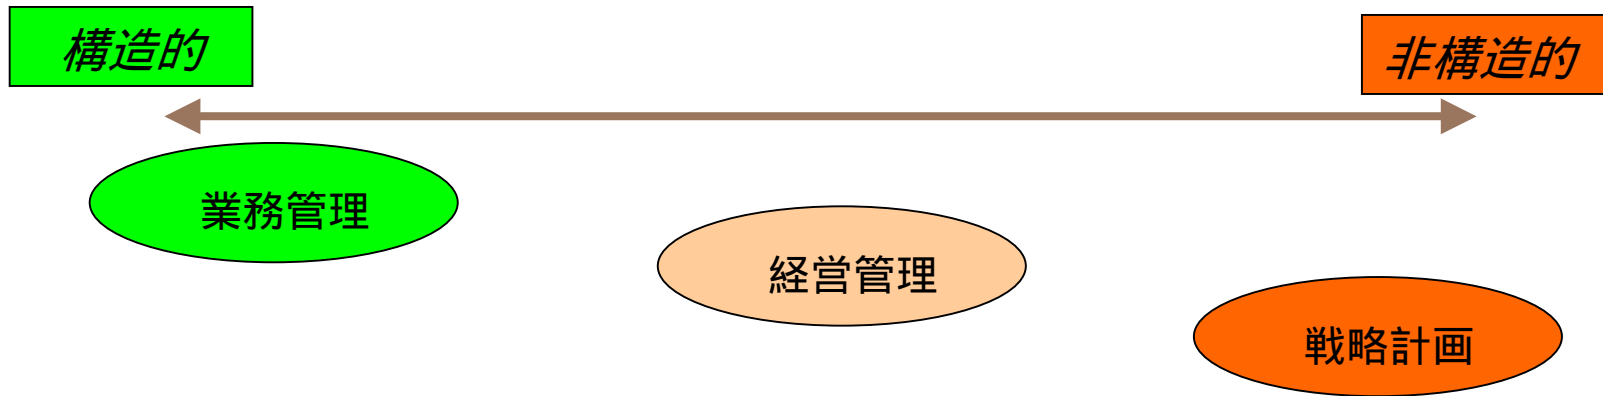 構造的
非構造的
業務管理
経営管理
戦略計画